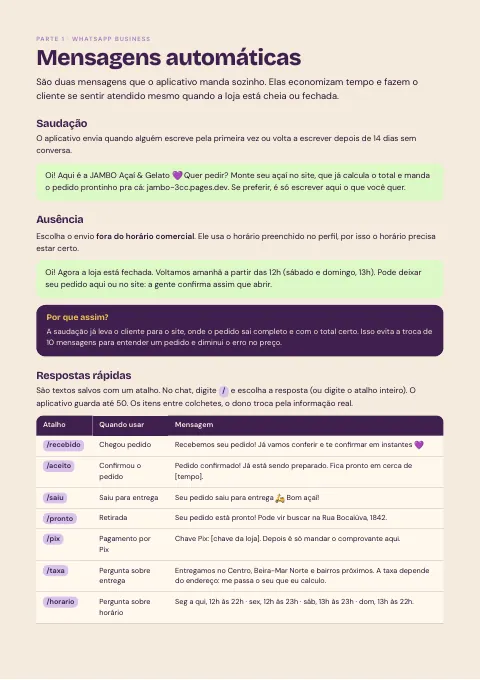 PARTE 1 · WHATSAPP BUSINESS
Mensagens automáticas
São duas mensagens que o aplicativo manda sozinho. Elas economizam tempo e fazem o
cliente se sentir atendido mesmo quando a loja está cheia ou fechada.
Saudação
O aplicativo envia quando alguém escreve pela primeira vez ou volta a escrever depois de 14 dias sem
conversa.
Oi! Aqui é a JAMBO Açaí & Gelato 💜 Quer pedir? Monte seu açaí no site, que já calcula o total e manda
o pedido prontinho pra cá: jambo-3cc.pages.dev. Se preferir, é só escrever aqui o que você quer.
Ausência
Escolha o envio fora do horário comercial. Ele usa o horário preenchido no perfil, por isso o horário precisa
estar certo.
Oi! Agora a loja está fechada. Voltamos amanhã a partir das 12h (sábado e domingo, 13h). Pode deixar
seu pedido aqui ou no site: a gente confirma assim que abrir.
Por que assim?
A saudação já leva o cliente para o site, onde o pedido sai completo e com o total certo. Isso evita a troca de
10 mensagens para entender um pedido e diminui o erro no preço.
Respostas rápidas
São textos salvos com um atalho. No chat, digite / e escolha a resposta (ou digite o atalho inteiro). O
aplicativo guarda até 50. Os itens entre colchetes, o dono troca pela informação real.
Atalho Quando usar Mensagem
/recebido Chegou pedido Recebemos seu pedido! Já vamos conferir e te confirmar em instantes 💜
/aceito Confirmou o pedido Pedido confirmado! Já está sendo preparado. Fica pronto em cerca de
[tempo].
/saiu Saiu para entrega Seu pedido saiu para entrega 🛵 Bom açaí!
/pronto Retirada Seu pedido está pronto! Pode vir buscar na Rua Bocaiúva, 1842.
/pix Pagamento por Pix Chave Pix: [chave da loja]. Depois é só mandar o comprovante aqui.
/taxa Pergunta sobre entrega Entregamos no Centro, Beira-Mar Norte e bairros próximos. A taxa depende
do endereço: me passa o seu que eu calculo.
/horario Pergunta sobre horário Seg a qui, 12h às 22h · sex, 12h às 23h · sáb, 13h às 23h · dom, 13h às 22h.